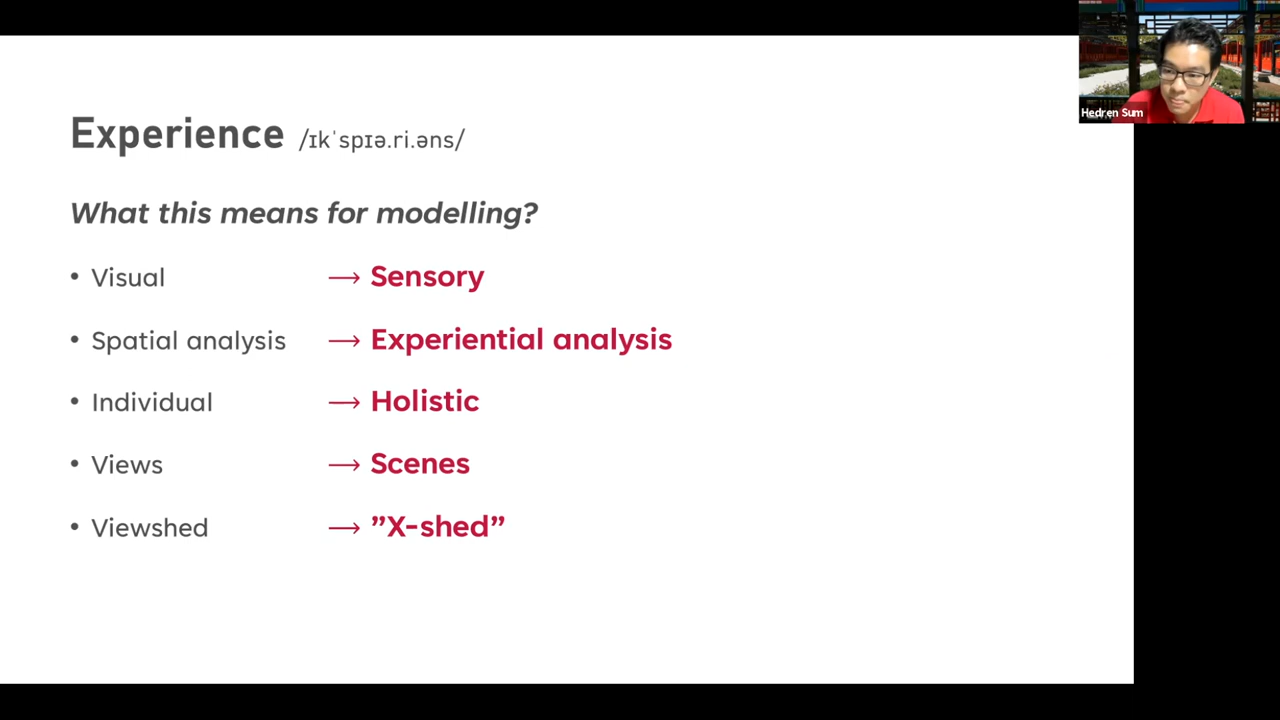 Experience /ɪkˈspɪə.ri.əns/
What this means for modelling?
• Visual → Sensory
• Spatial analysis → Experiential analysis
• Individual → Holistic
• Views → Scenes
• Viewshed → ”X-shed”
Hedren Sum